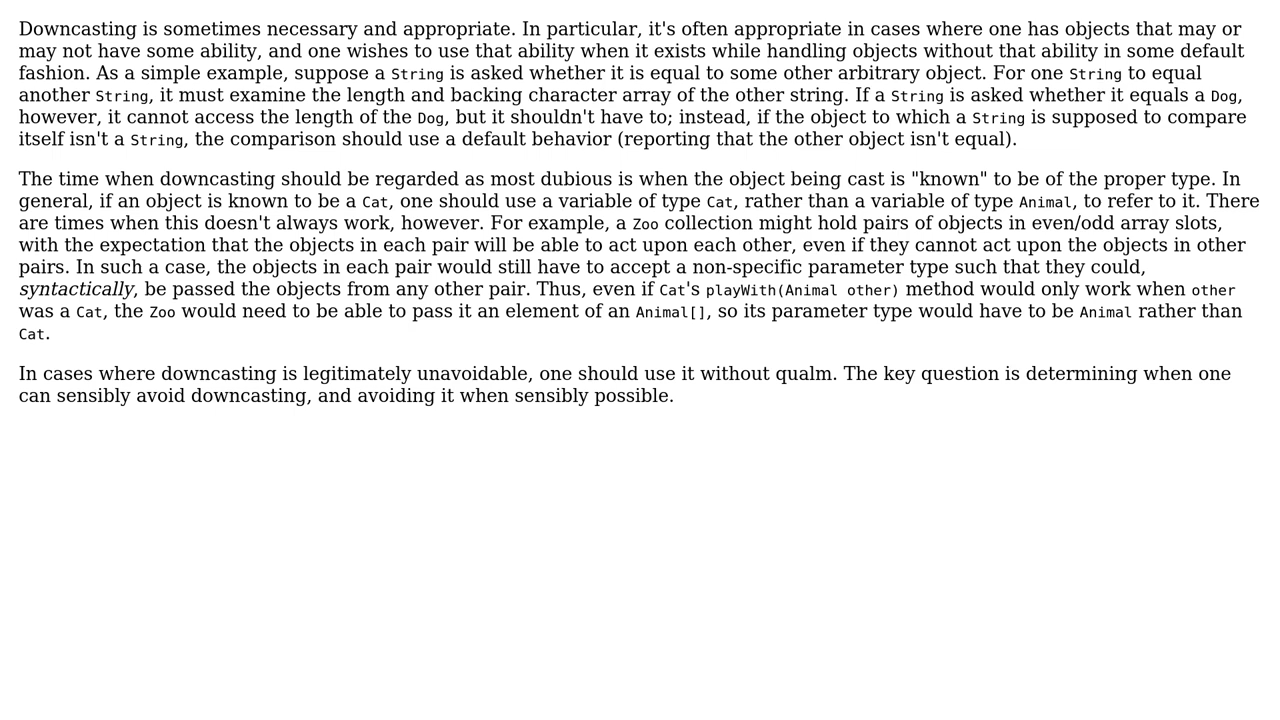 Downcasting is sometimes necessary and appropriate. In particular, it's often appropriate in cases where one has objects that may or
may not have some ability, and one wishes to use that ability when it exists while handling objects without that ability in some default
fashion. As a simple example, suppose a String is asked whether it is equal to some other arbitrary object. For one String to equal
another String, it must examine the length and backing character array of the other string. If a String is asked whether it equals a Dog,
however, it cannot access the length of the Dog, but it shouldn't have to; instead, if the object to which a String is supposed to compare
itself isn't a String, the comparison should use a default behavior (reporting that the other object isn't equal).
The time when downcasting should be regarded as most dubious is when the object being cast is "known" to be of the proper type. In
general, if an object is known to be a Cat, one should use a variable of type Cat, rather than a variable of type Animal, to refer to it. There
are times when this doesn't always work, however. For example, a Zoo collection might hold pairs of objects in even/odd array slots,
with the expectation that the objects in each pair will be able to act upon each other, even if they cannot act upon the objects in other
pairs. In such a case, the objects in each pair would still have to accept a non-specific parameter type such that they could,
syntactically, be passed the objects from any other pair. Thus, even if Cat's playWith(Animal other) method would only work when other
was a Cat, the Zoo would need to be able to pass it an element of an Animal[], so its parameter type would have to be Animal rather than
Cat.
In cases where downcasting is legitimately unavoidable, one should use it without qualm. The key question is determining when one
can sensibly avoid downcasting, and avoiding it when sensibly possible.